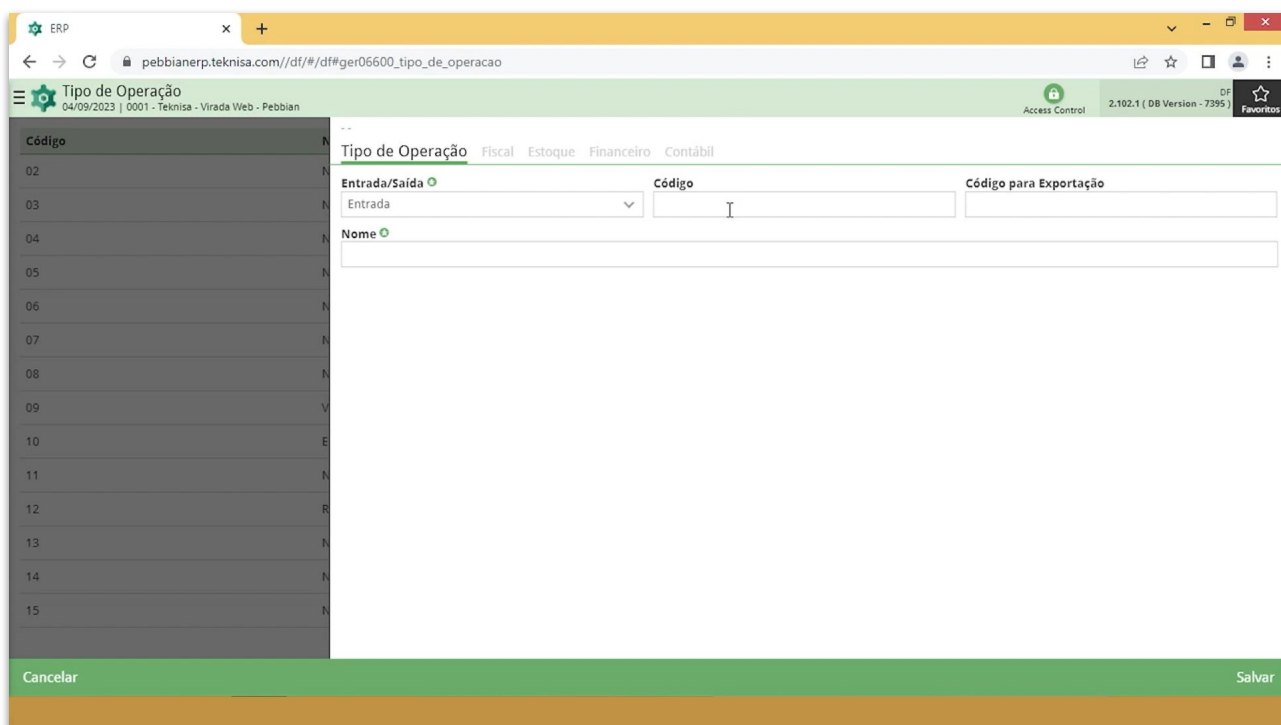 ERP
pebbianerp.teknisa.com//df/#/df#ger06600_tipo_de_operacao
Tipo de Operação
04/09/2023 | 0001 - Teknisa - Virada Web - Pebbian
Access Control
DF
2.102.1 ( DB Version - 7395 )
Favoritos
Código N
02 N
03 N
04 N
05 N
06 N
07 N
08 N
09 V
10 E
11 N
12 R
13 N
14 N
15 N
--
Tipo de Operação Fiscal Estoque Financeiro Contábil
Entrada/Saída Código Código para Exportação
Entrada
Nome
Cancelar Salvar